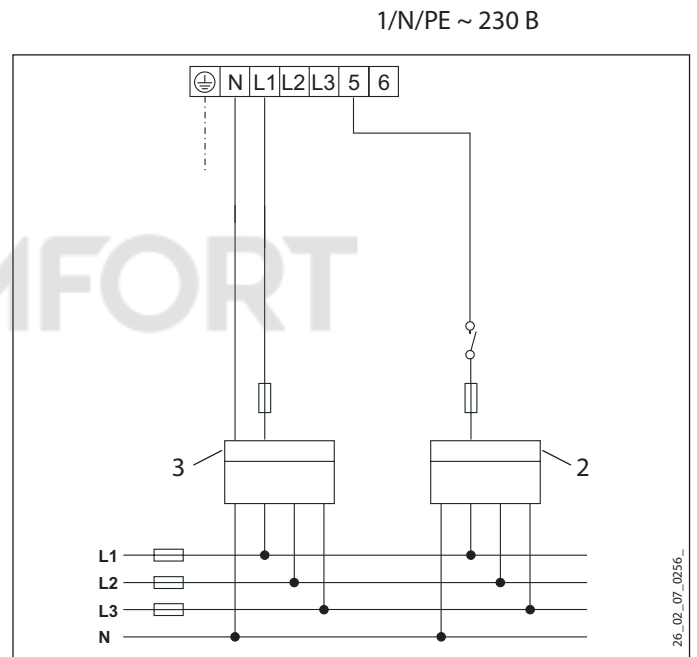 1/N/PE ~ 230 В
N L1 L2 L3 5 6
MFORT
3
2
L1
L2
L3
N
26_02_07_0256_